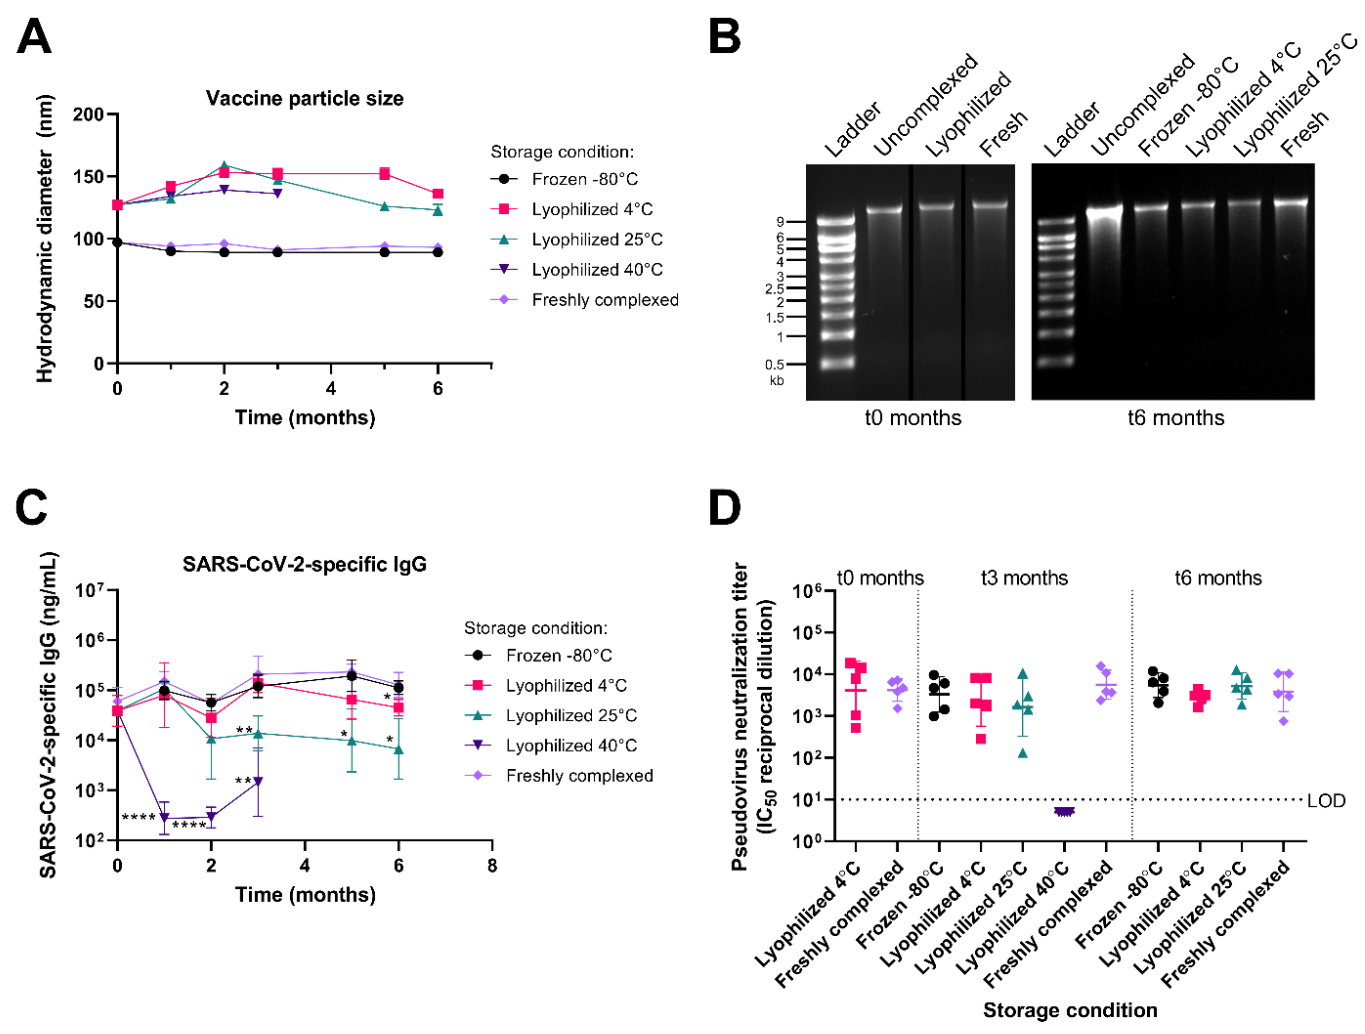 A
Vaccine particle size
Hydrodynamic diameter (nm)
200
150
100
50
0
0
2
4
6
Time (months)
Storage condition:
Frozen -80°C
Lyophilized 4°C
Lyophilized 25°C
Lyophilized 40°C
Freshly complexed
B
Ladder
Uncomplexed
Lyophilized
Fresh
Ladder
Uncomplexed
Frozen -80°C
Lyophilized 4°C
Lyophilized 25°C
Fresh
9
6
5
4
3
2.5
2
1.5
1
0.5
kb
t0 months
t6 months
C
SARS-CoV-2-specific IgG
SARS-CoV-2-specific IgG (ng/mL)
10⁷
10⁶
10⁵
10⁴
10³
10²
0
2
4
6
8
Time (months)
****
****
**
**
*
*
*
Storage condition:
Frozen -80°C
Lyophilized 4°C
Lyophilized 25°C
Lyophilized 40°C
Freshly complexed
D
Pseudovirus neutralization titer
(IC₅₀ reciprocal dilution)
t0 months
t3 months
t6 months
10⁶
10⁵
10⁴
10³
10²
10¹
10⁰
LOD
Lyophilized 4°C
Freshly complexed
Frozen -80°C
Lyophilized 4°C
Lyophilized 25°C
Lyophilized 40°C
Freshly complexed
Frozen -80°C
Lyophilized 4°C
Lyophilized 25°C
Freshly complexed
Storage condition